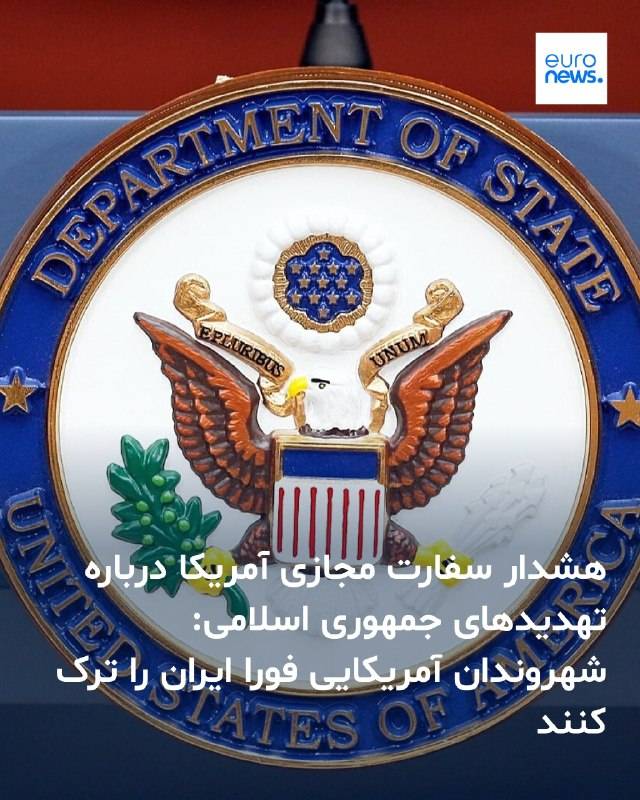 euro
news.
DEPARTMENT OF STATE
E PLURIBUS
UNUM
UNITED STATES OF AMERICA
هشدار سفارت مجازی آمریکا درباره
تهدیدهای جمهوری اسلامی:
شهروندان آمریکایی فورا ایران را ترک
کنند